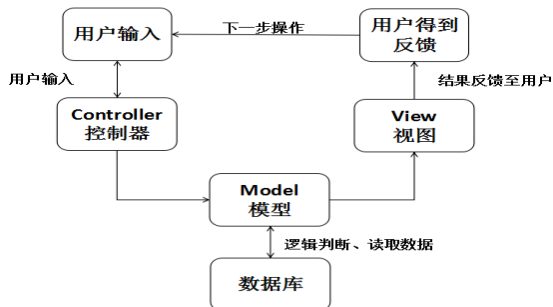 用户输入
下一步操作
用户得到
反馈
用户输入
结果反馈至用户
Controller
控制器
View
视图
Model
模型
逻辑判断、读取数据
数据库